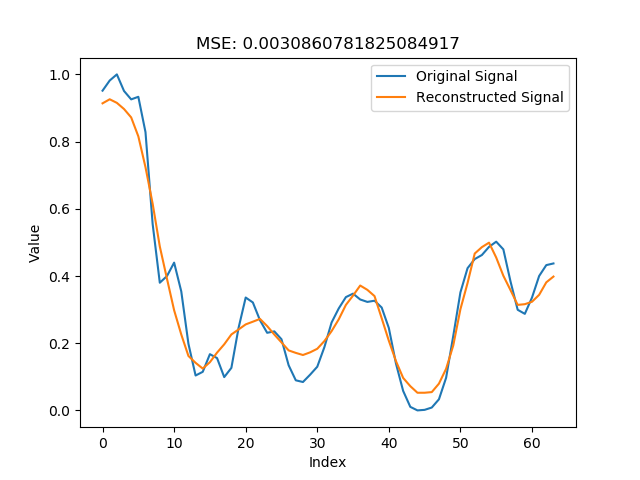 MSE: 0.0030860781825084917
Original Signal
Reconstructed Signal
1.0
0.8
0.6
0.4
0.2
0.0
Value
0 10 20 30 40 50 60
Index